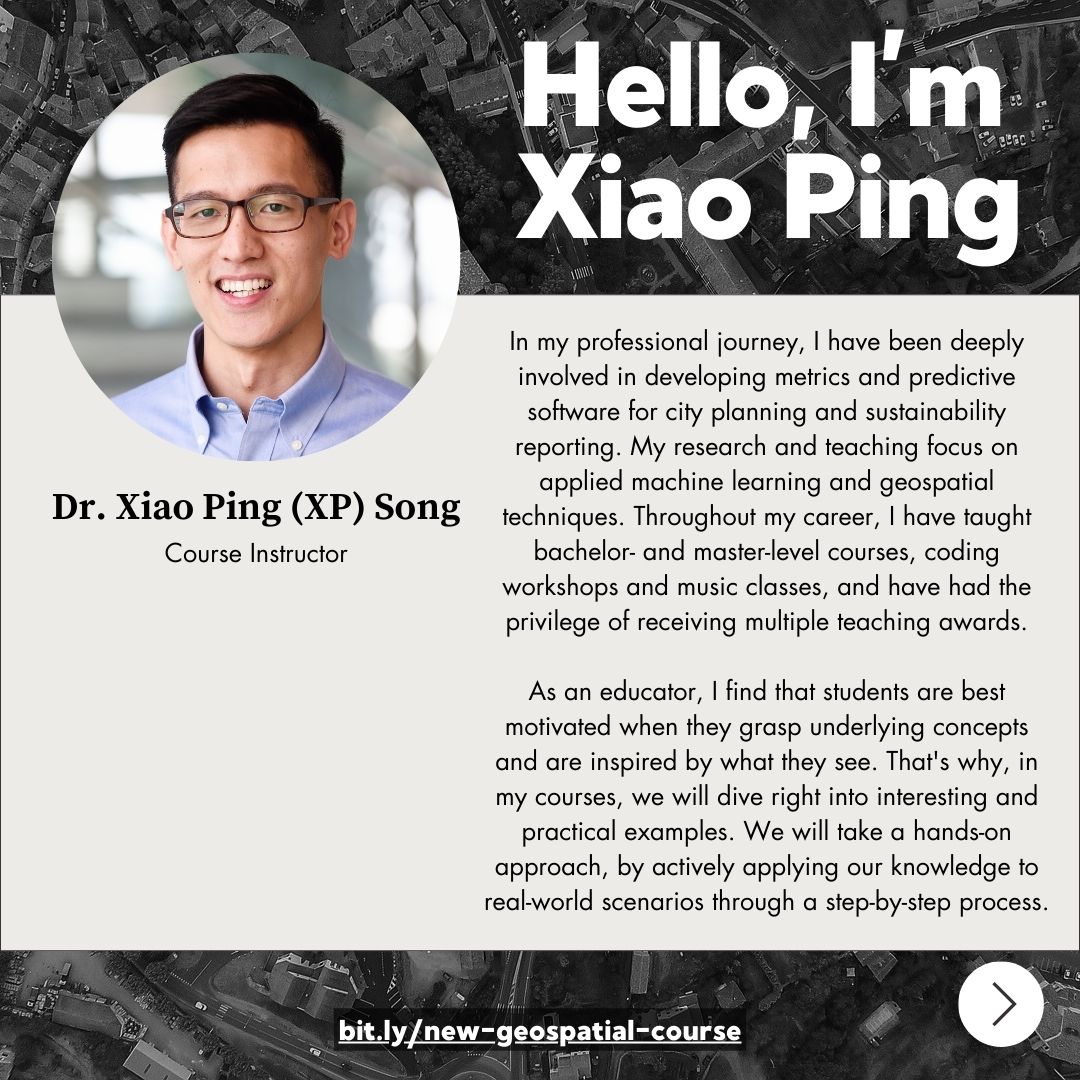 Hello, I'm
Xiao Ping
Dr. Xiao Ping (XP) Song
Course Instructor
In my professional journey, I have been deeply
involved in developing metrics and predictive
software for city planning and sustainability
reporting. My research and teaching focus on
applied machine learning and geospatial
techniques. Throughout my career, I have taught
bachelor- and master-level courses, coding
workshops and music classes, and have had the
privilege of receiving multiple teaching awards.
As an educator, I find that students are best
motivated when they grasp underlying concepts
and are inspired by what they see. That's why, in
my courses, we will dive right into interesting and
practical examples. We will take a hands-on
approach, by actively applying our knowledge to
real-world scenarios through a step-by-step process.
bit.ly/new-geospatial-course